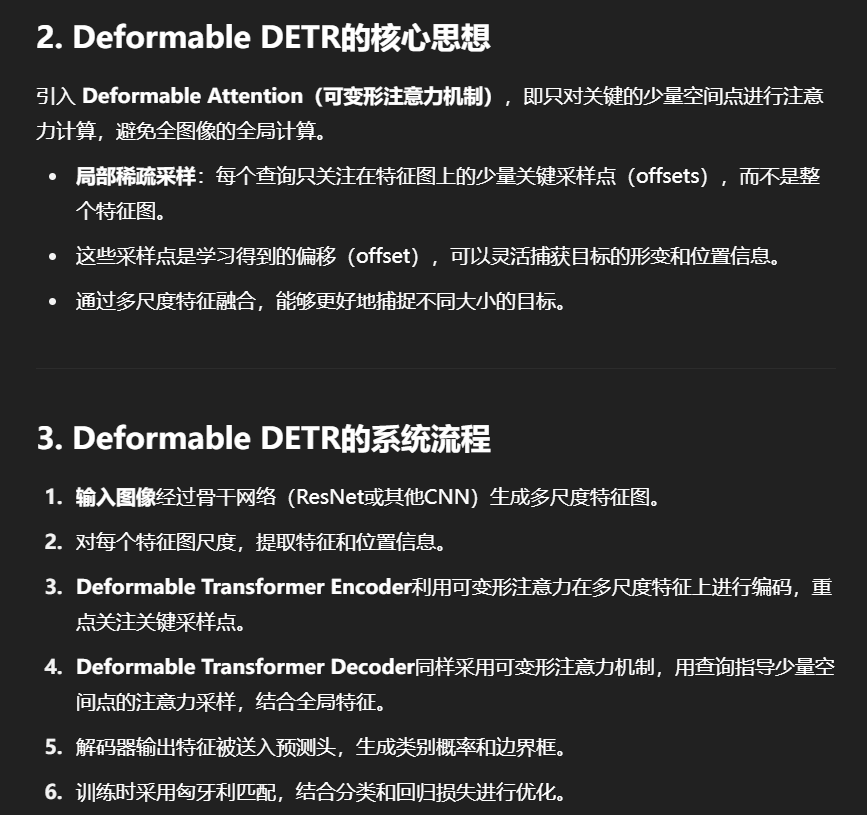 2. Deformable DETR的核心思想
引入 Deformable Attention（可变形注意力机制），即只对关键的少量空间点进行注意
力计算，避免全图像的全局计算。
• 局部稀疏采样：每个查询只关注在特征图上的少量关键采样点（offsets），而不是整
个特征图。
• 这些采样点是学习得到的偏移（offset），可以灵活捕获目标的形变和位置信息。
• 通过多尺度特征融合，能够更好地捕捉不同大小的目标。
3. Deformable DETR的系统流程
1. 输入图像经过骨干网络（ResNet或其他CNN）生成多尺度特征图。
2. 对每个特征图尺度，提取特征和位置信息。
3. Deformable Transformer Encoder利用可变形注意力在多尺度特征上进行编码，重
点关注关键采样点。
4. Deformable Transformer Decoder同样采用可变形注意力机制，用查询指导少量空
间点的注意力采样，结合全局特征。
5. 解码器输出特征被送入预测头，生成类别概率和边界框。
6. 训练时采用匈牙利匹配，结合分类和回归损失进行优化。